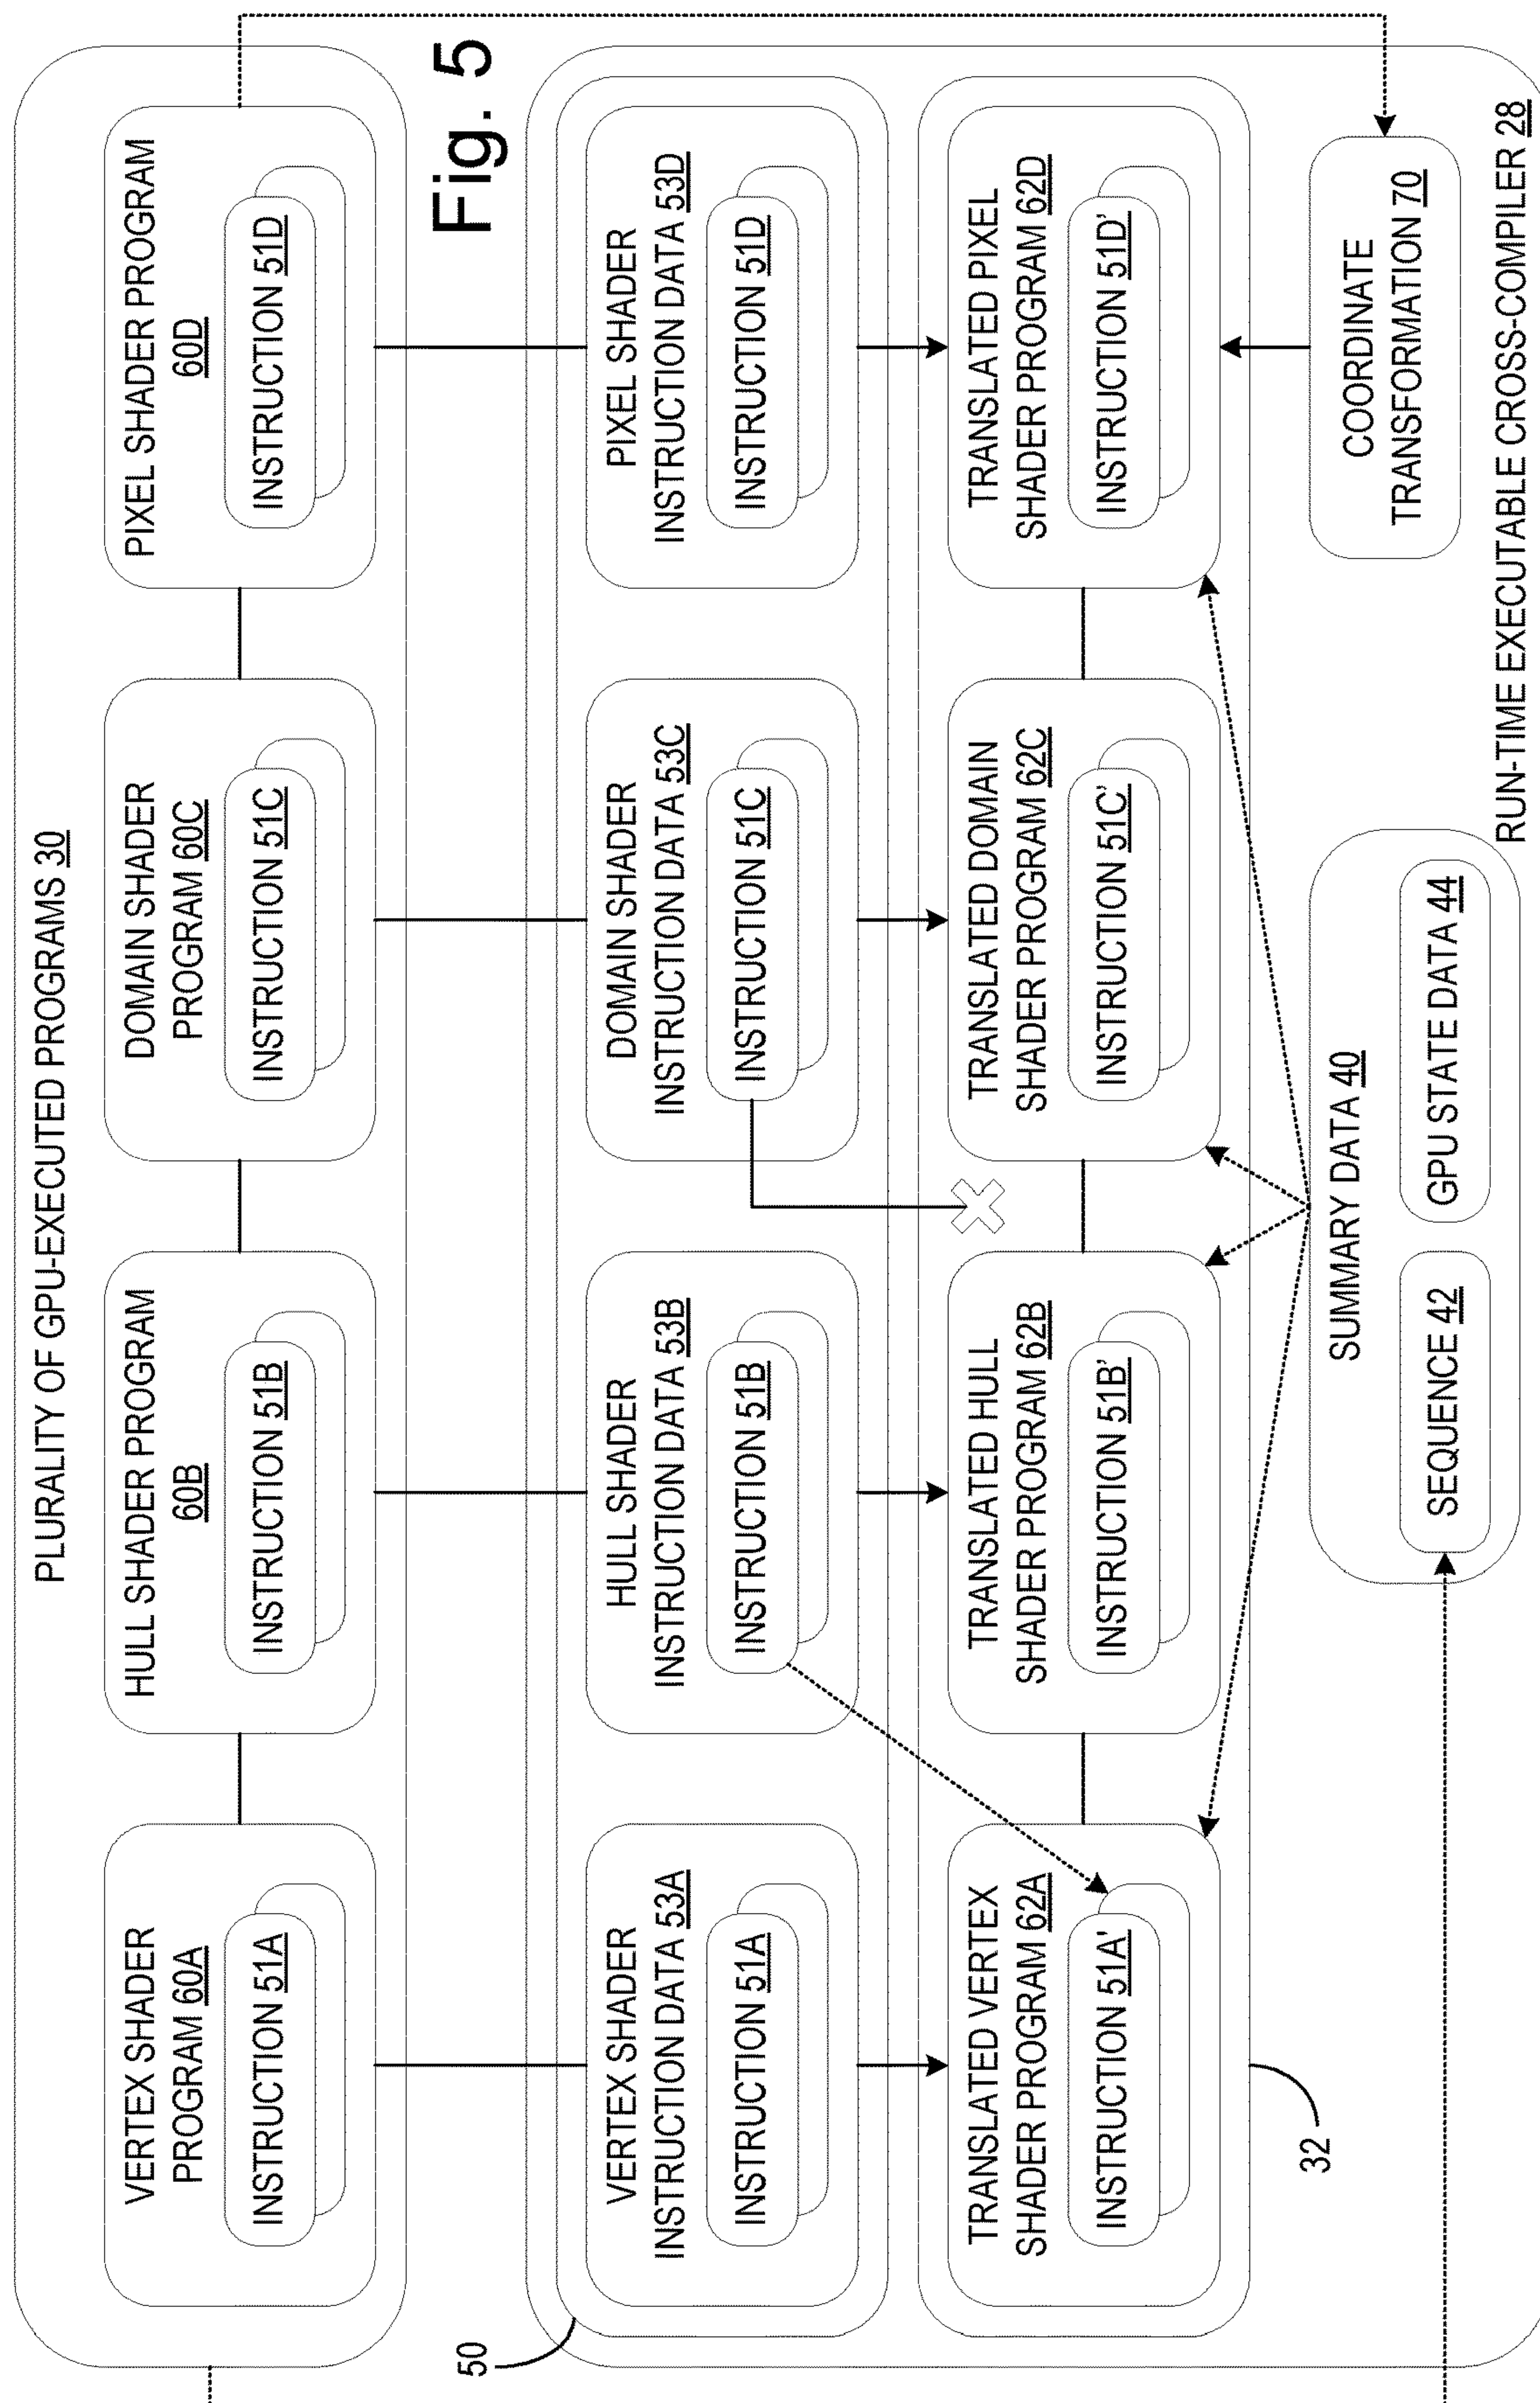 PLURALITY OF GPU-EXECUTED PROGRAMS 30
VERTEX SHADER
PROGRAM 60A
INSTRUCTION 51A
HULL SHADER PROGRAM
60B
INSTRUCTION 51B
DOMAIN SHADER
PROGRAM 60C
INSTRUCTION 51C
PIXEL SHADER PROGRAM
60D
INSTRUCTION 51D
Fig. 5
50
VERTEX SHADER
INSTRUCTION DATA 53A
INSTRUCTION 51A
HULL SHADER
INSTRUCTION DATA 53B
INSTRUCTION 51B
DOMAIN SHADER
INSTRUCTION DATA 53C
INSTRUCTION 51C
PIXEL SHADER
INSTRUCTION DATA 53D
INSTRUCTION 51D
TRANSLATED VERTEX
SHADER PROGRAM 62A
INSTRUCTION 51A'
TRANSLATED HULL
SHADER PROGRAM 62B
INSTRUCTION 51B'
TRANSLATED DOMAIN
SHADER PROGRAM 62C
INSTRUCTION 51C'
TRANSLATED PIXEL
SHADER PROGRAM 62D
INSTRUCTION 51D'
32
SUMMARY DATA 40
SEQUENCE 42
GPU STATE DATA 44
COORDINATE
TRANSFORMATION 70
RUN-TIME EXECUTABLE CROSS-COMPILER 28